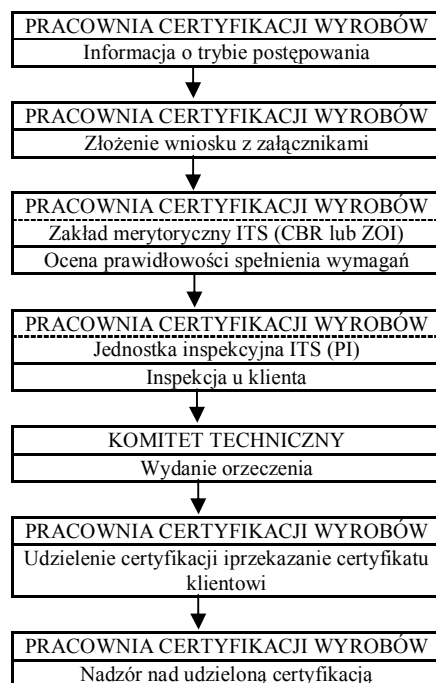 PRACOWNIA CERTYFIKACJI WYROBÓW
Informacja o trybie postępowania
PRACOWNIA CERTYFIKACJI WYROBÓW
Złożenie wniosku z załącznikami
PRACOWNIA CERTYFIKACJI WYROBÓW
Zakład merytoryczny ITS (CBR lub ZOI)
Ocena prawidłowości spełnienia wymagań
PRACOWNIA CERTYFIKACJI WYROBÓW
Jednostka inspekcyjna ITS (PI)
Inspekcja u klienta
KOMITET TECHNICZNY
Wydanie orzeczenia
PRACOWNIA CERTYFIKACJI WYROBÓW
Udzielenie certyfikacji iprzekazanie certyfikatu
klientowi
PRACOWNIA CERTYFIKACJI WYROBÓW
Nadzór nad udzieloną certyfikacją